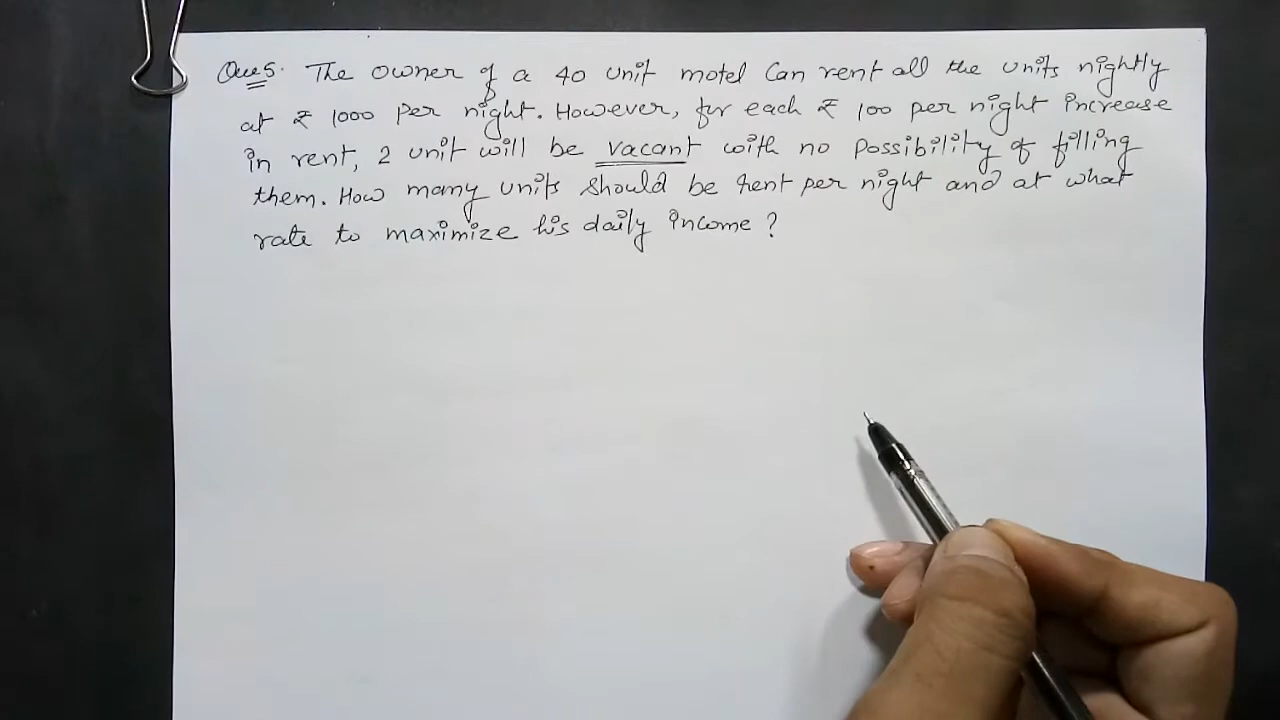 Ques. The owner of a 40 unit motel Can rent all the units nightly
at ₹ 1000 per night. However, for each ₹ 100 per night increase
in rent, 2 unit will be vacant with no possibility of filling
them. How many units should be rent per night and at what
rate to maximize his daily income?